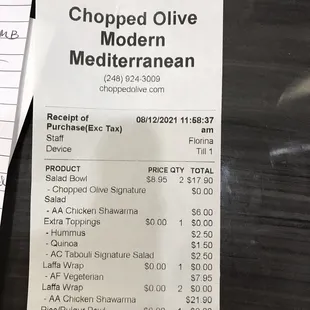 MB
Chopped Olive
Modern
Mediterranean
(248) 924-3009
choppedolive.com
Receipt of 08/12/2021 11:58:37
Purchase(Exc Tax) am
Staff Fiorina
Device Till 1
PRODUCT PRICE QTY TOTAL
Salad Bowl $8.95 2 $17.90
- Chopped Olive Signature $0.00
Salad
- AA Chicken Shawarma $6.00
Extra Toppings $0.00 1 $0.00
- Hummus $2.50
- Quinoa $1.50
- AC Tabouli Signature Salad $2.50
Laffa Wrap $0.00 1 $0.00
- AF Vegetarian $7.95
Laffa Wrap $0.00 2 $0.00
- AA Chicken Shawarma $21.90